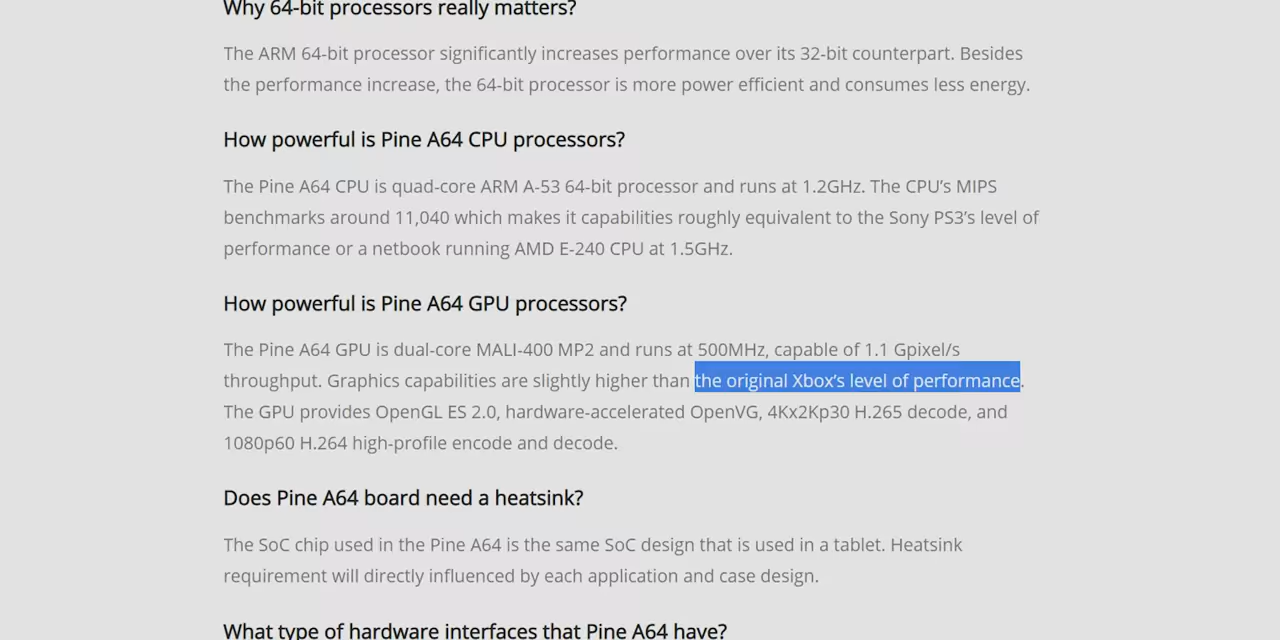 Why 64-bit processors really matters?
The ARM 64-bit processor significantly increases performance over its 32-bit counterpart. Besides
the performance increase, the 64-bit processor is more power efficient and consumes less energy.
How powerful is Pine A64 CPU processors?
The Pine A64 CPU is quad-core ARM A-53 64-bit processor and runs at 1.2GHz. The CPU’s MIPS
benchmarks around 11,040 which makes it capabilities roughly equivalent to the Sony PS3’s level of
performance or a netbook running AMD E-240 CPU at 1.5GHz.
How powerful is Pine A64 GPU processors?
The Pine A64 GPU is dual-core MALI-400 MP2 and runs at 500MHz, capable of 1.1 Gpixel/s
throughput. Graphics capabilities are slightly higher than the original Xbox’s level of performance.
The GPU provides OpenGL ES 2.0, hardware-accelerated OpenVG, 4Kx2Kp30 H.265 decode, and
1080p60 H.264 high-profile encode and decode.
Does Pine A64 board need a heatsink?
The SoC chip used in the Pine A64 is the same SoC design that is used in a tablet. Heatsink
requirement will directly influenced by each application and case design.
What type of hardware interfaces that Pine A64 have?